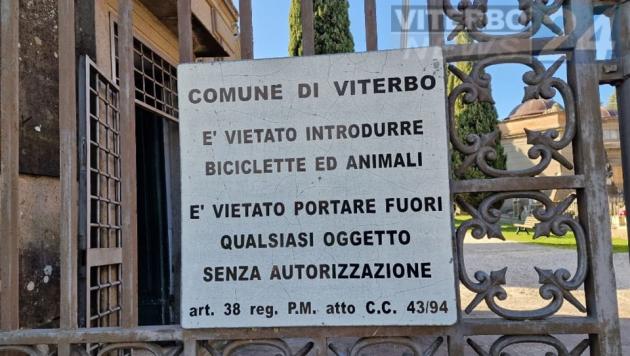 VITERBO
NEWS 24
COMUNE DI VITERBO
E' VIETATO INTRODURRE
BICICLETTE ED ANIMALI
E' VIETATO PORTARE FUORI
QUALSIASI OGGETTO
SENZA AUTORIZZAZIONE
art. 38 reg. P.M. atto C.C. 43/94